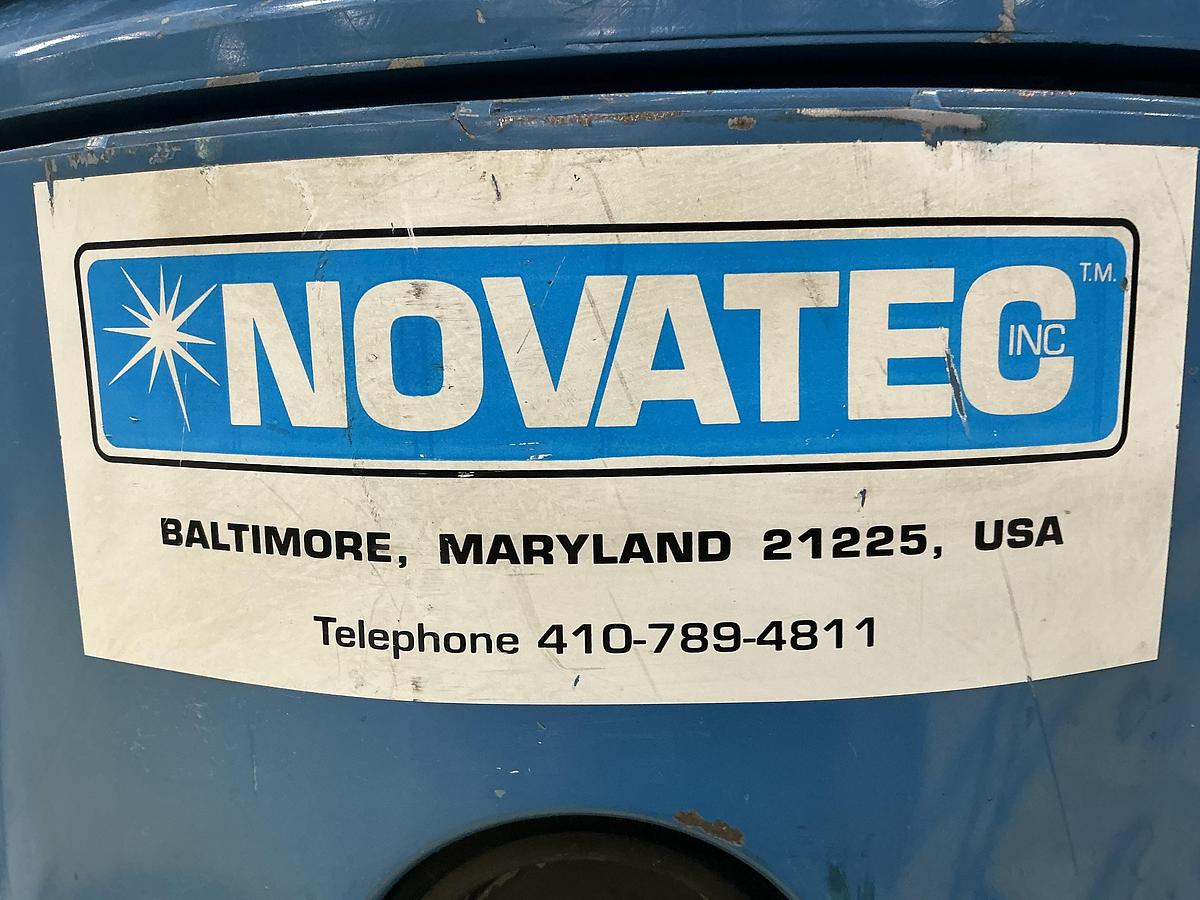 NOVATEC INC T.M.
BALTIMORE, MARYLAND 21225, USA
Telephone 410-789-4811